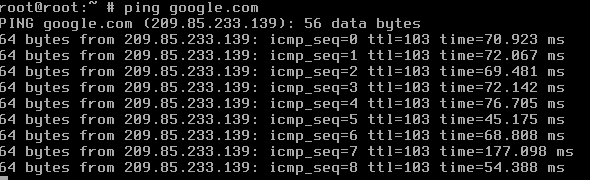 root@root:~ # ping google.com
PING google.com (209.85.233.139): 56 data bytes
64 bytes from 209.85.233.139: icmp_seq=0 ttl=103 time=70.923 ms
64 bytes from 209.85.233.139: icmp_seq=1 ttl=103 time=72.067 ms
64 bytes from 209.85.233.139: icmp_seq=2 ttl=103 time=69.481 ms
64 bytes from 209.85.233.139: icmp_seq=3 ttl=103 time=72.142 ms
64 bytes from 209.85.233.139: icmp_seq=4 ttl=103 time=76.705 ms
64 bytes from 209.85.233.139: icmp_seq=5 ttl=103 time=45.175 ms
64 bytes from 209.85.233.139: icmp_seq=6 ttl=103 time=68.808 ms
64 bytes from 209.85.233.139: icmp_seq=7 ttl=103 time=177.098 ms
64 bytes from 209.85.233.139: icmp_seq=8 ttl=103 time=54.388 ms